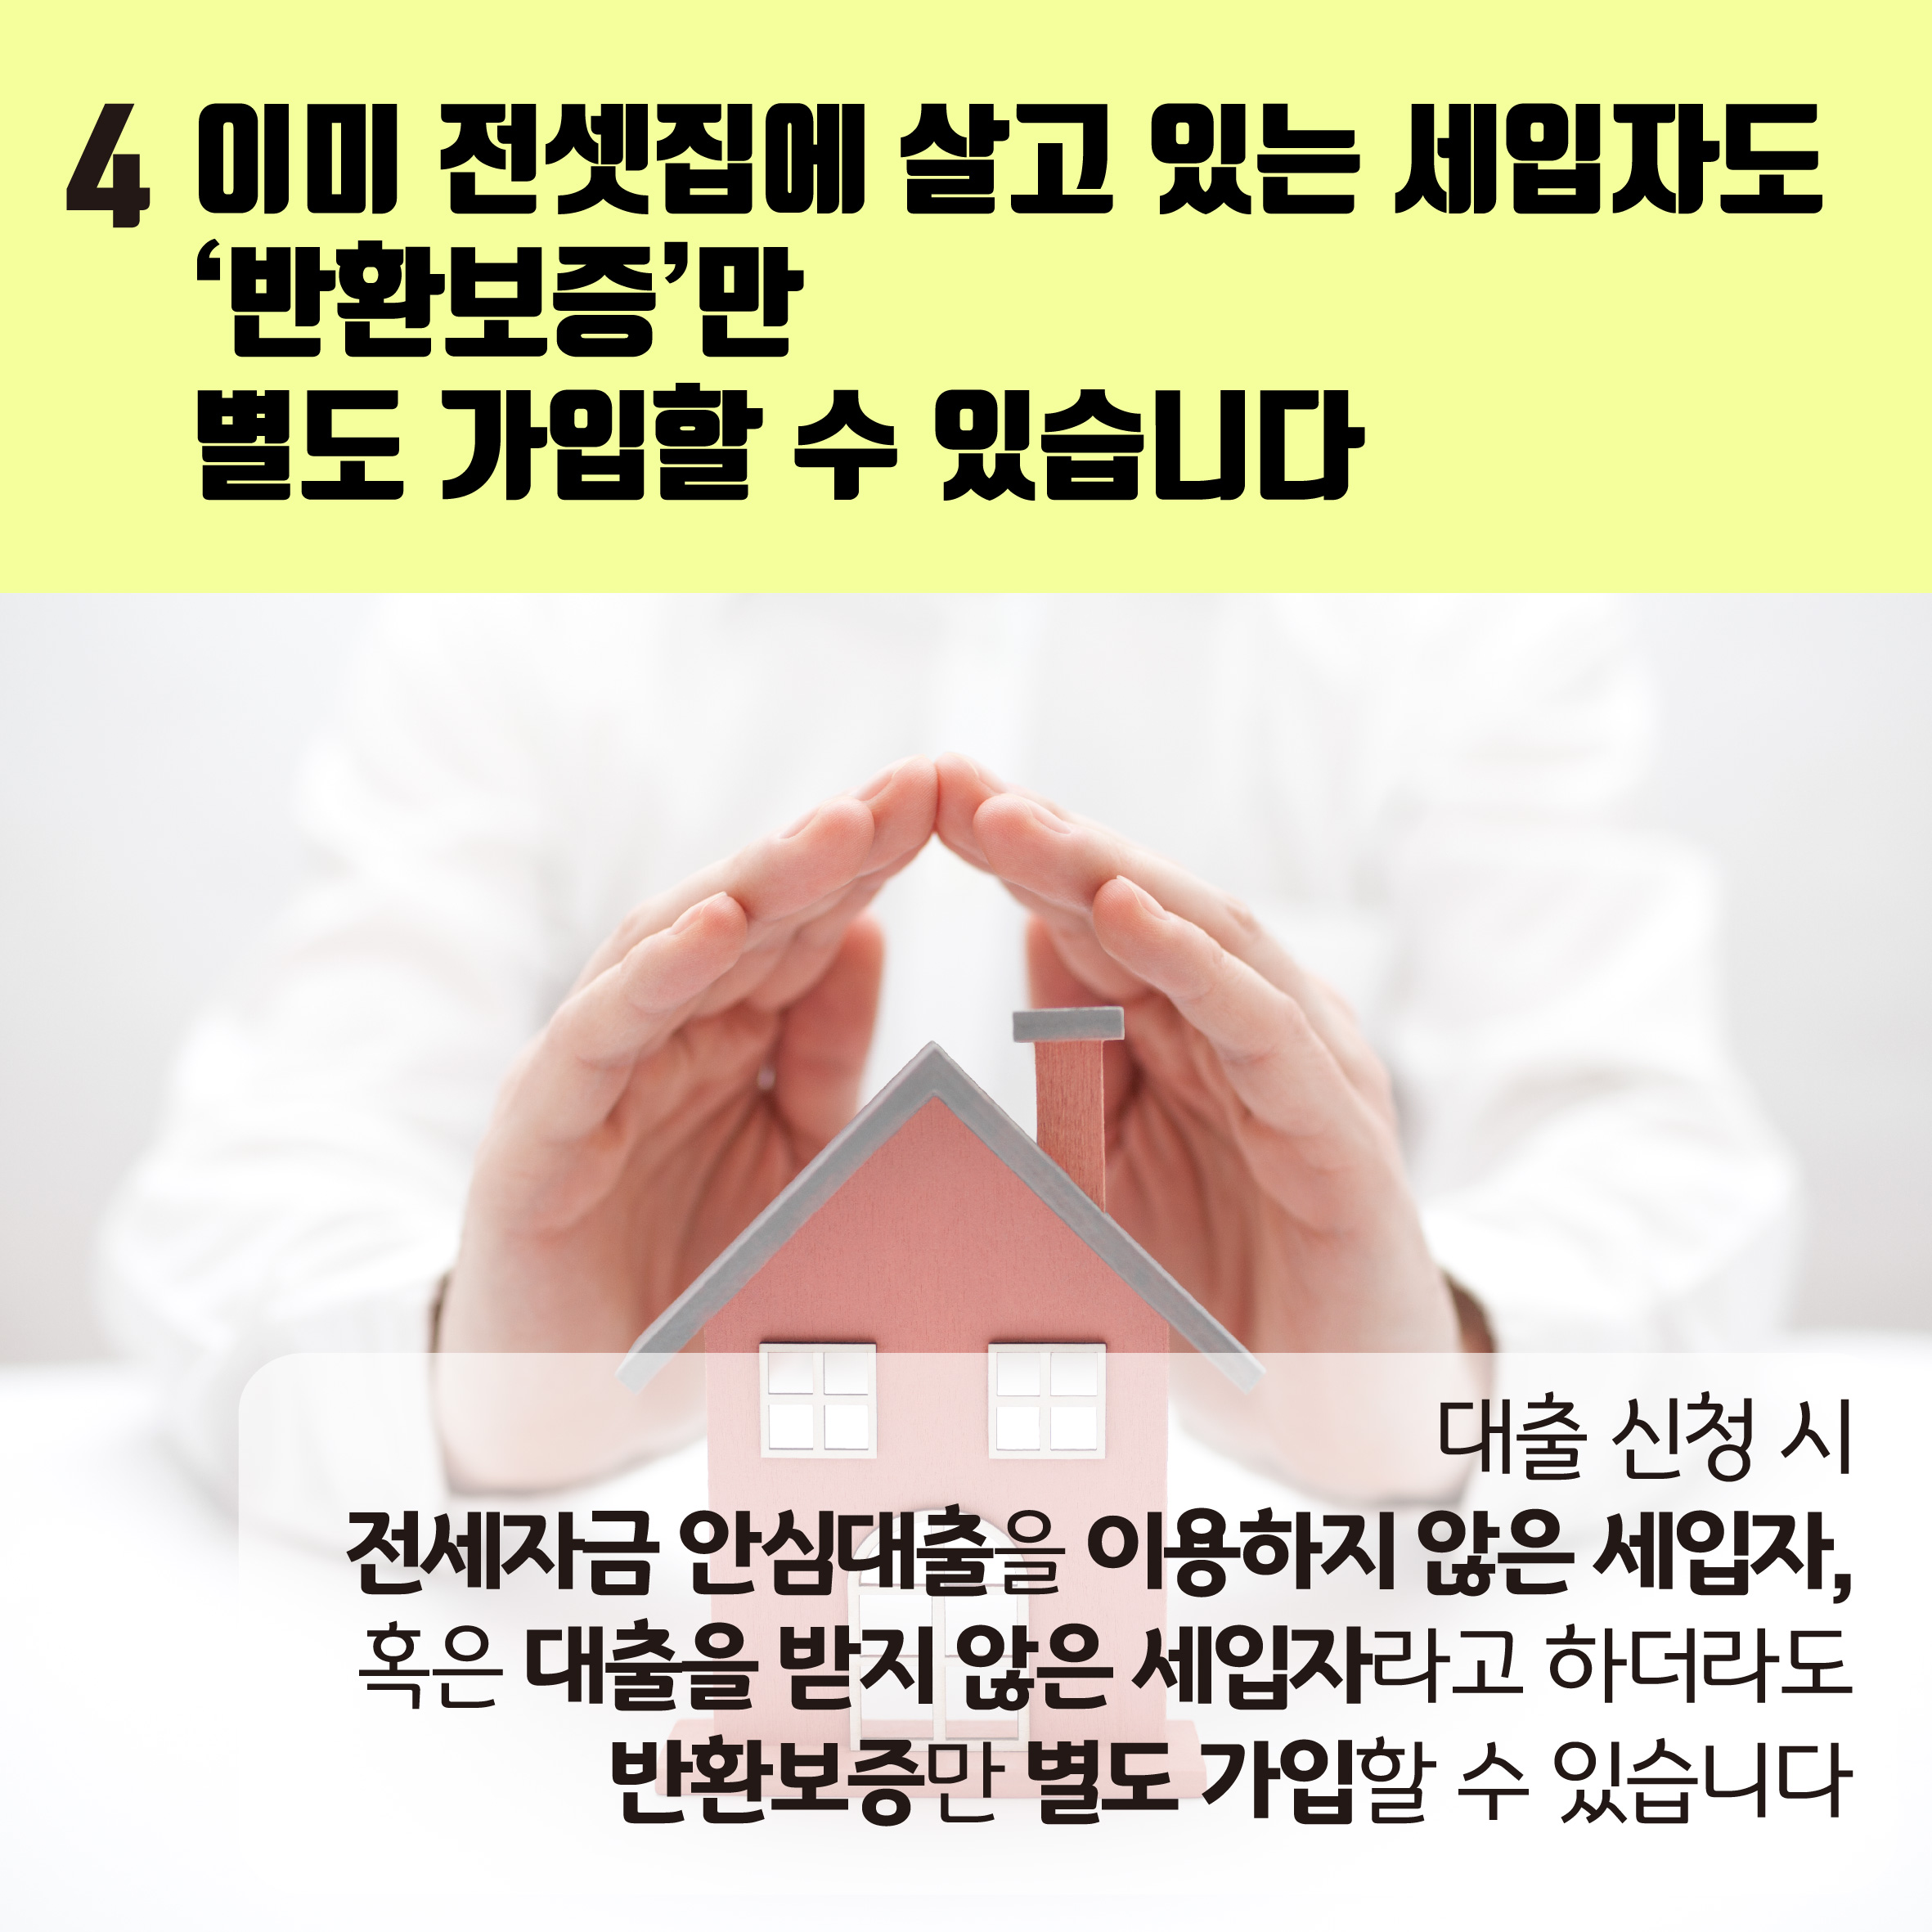 4 이미 전셋집에 살고 있는 세입자도
‘반환보증’만
별도 가입할 수 있습니다
대출 신청 시
전세자금 안심대출을 이용하지 않은 세입자,
혹은 대출을 받지 않은 세입자라고 하더라도
반환보증만 별도 가입할 수 있습니다